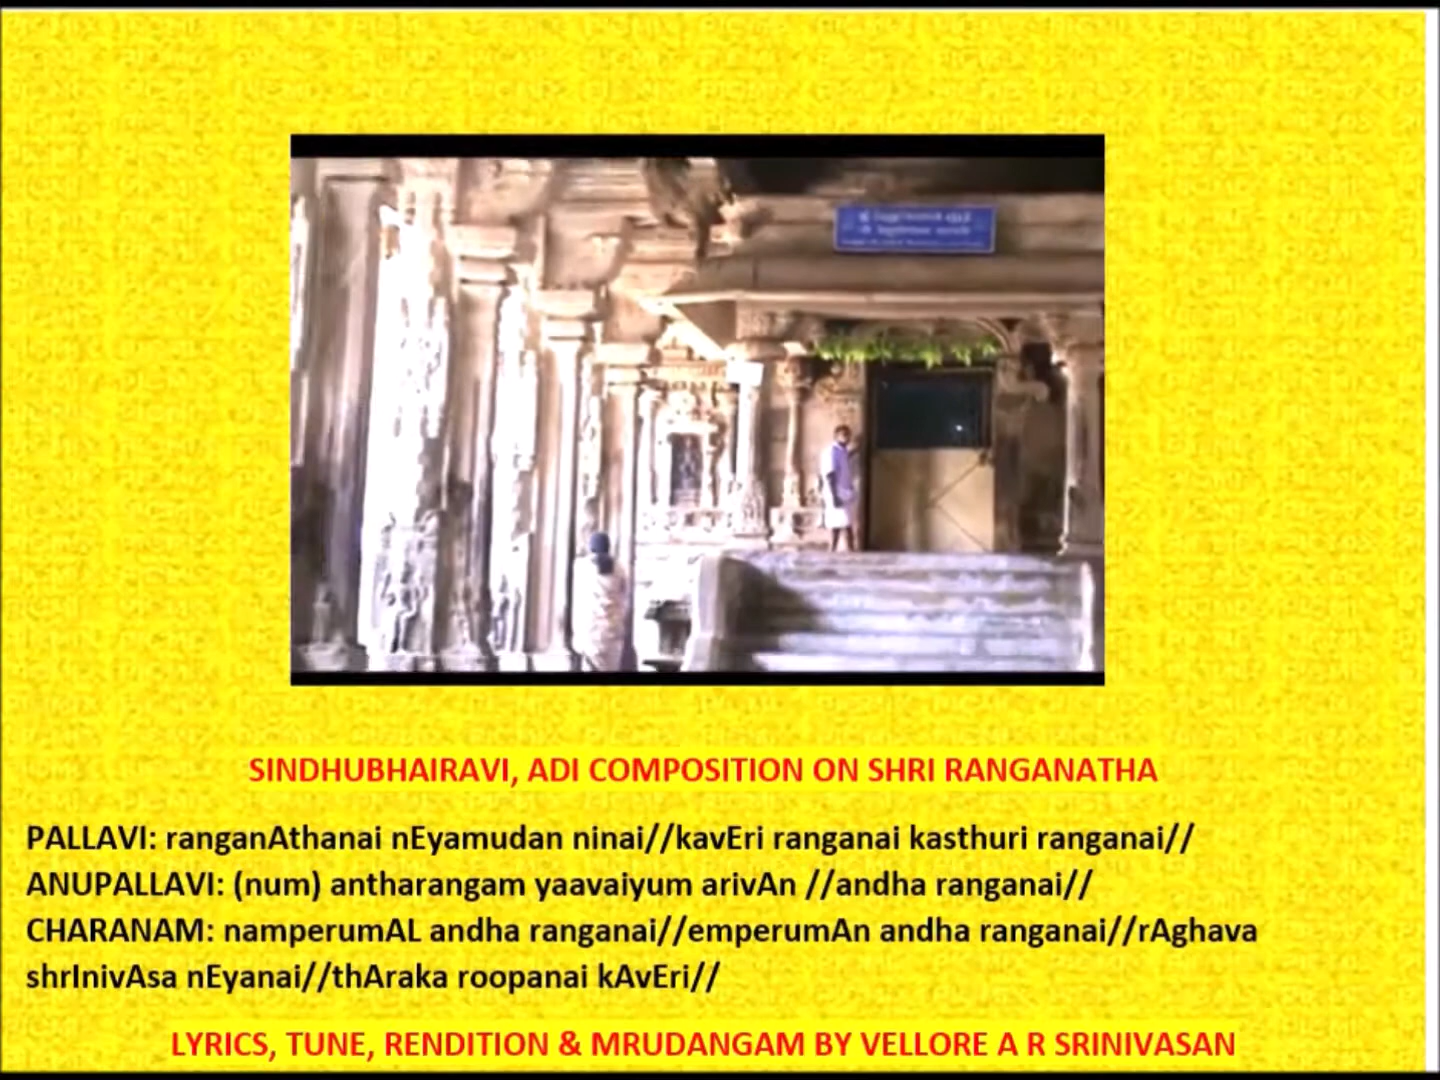 SINDHUBHAIRAVI, ADI COMPOSITION ON SHRI RANGANATHA
PALLAVI: ranganAthanai nEyamudan ninai//kavEri ranganai kasthuri ranganai//
ANUPALLAVI: (num) antharangam yaavaiyum arivAn //andha ranganai//
CHARANAM: namperumAL andha ranganai//emperumAn andha ranganai//rAghava
shrInivAsa nEyanai//thAraka roopanai kAvEri//
LYRICS, TUNE, RENDITION & MRUDANGAM BY VELLORE A R SRINIVASAN